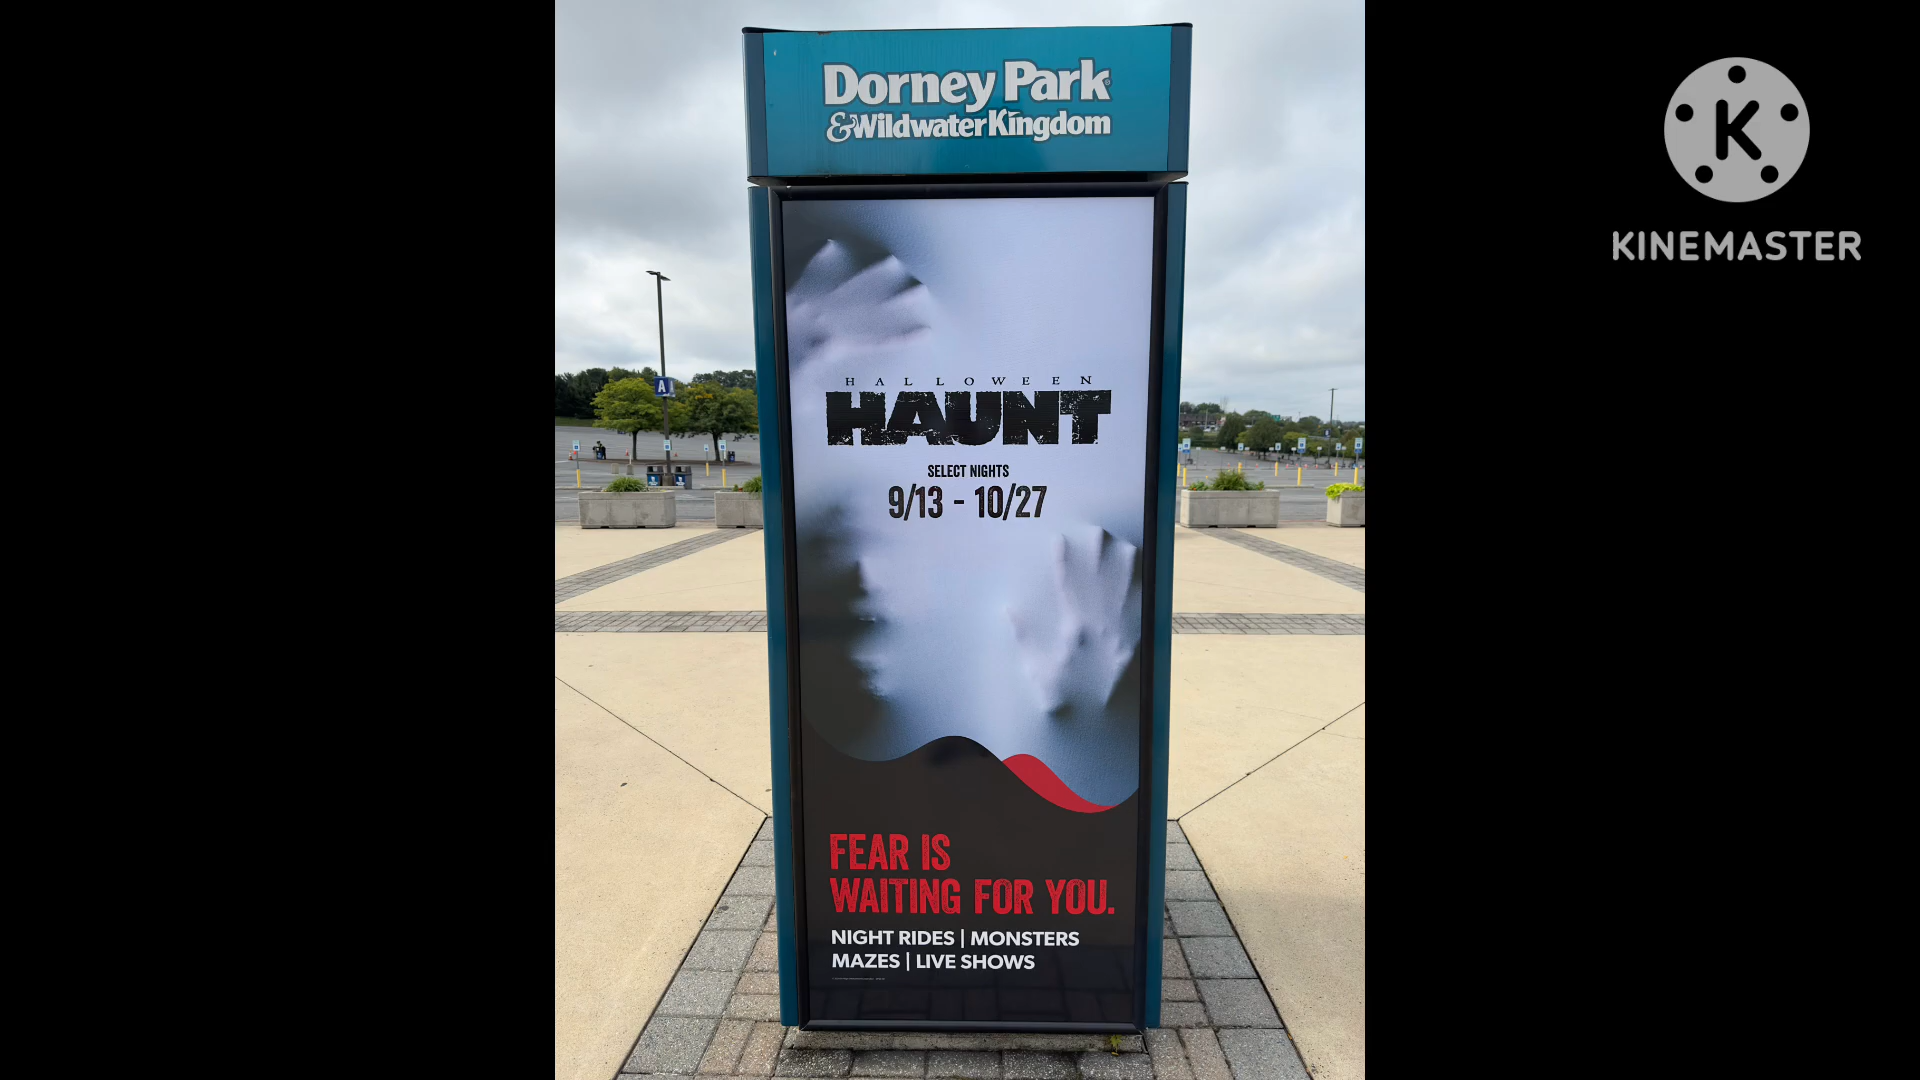 Dorney Park
& Wildwater Kingdom
HALLOWEEN
HAUNT
SELECT NIGHTS
9/13 - 10/27
FEAR IS
WAITING FOR YOU.
NIGHT RIDES | MONSTERS
MAZES | LIVE SHOWS
A
K
KINEMASTER